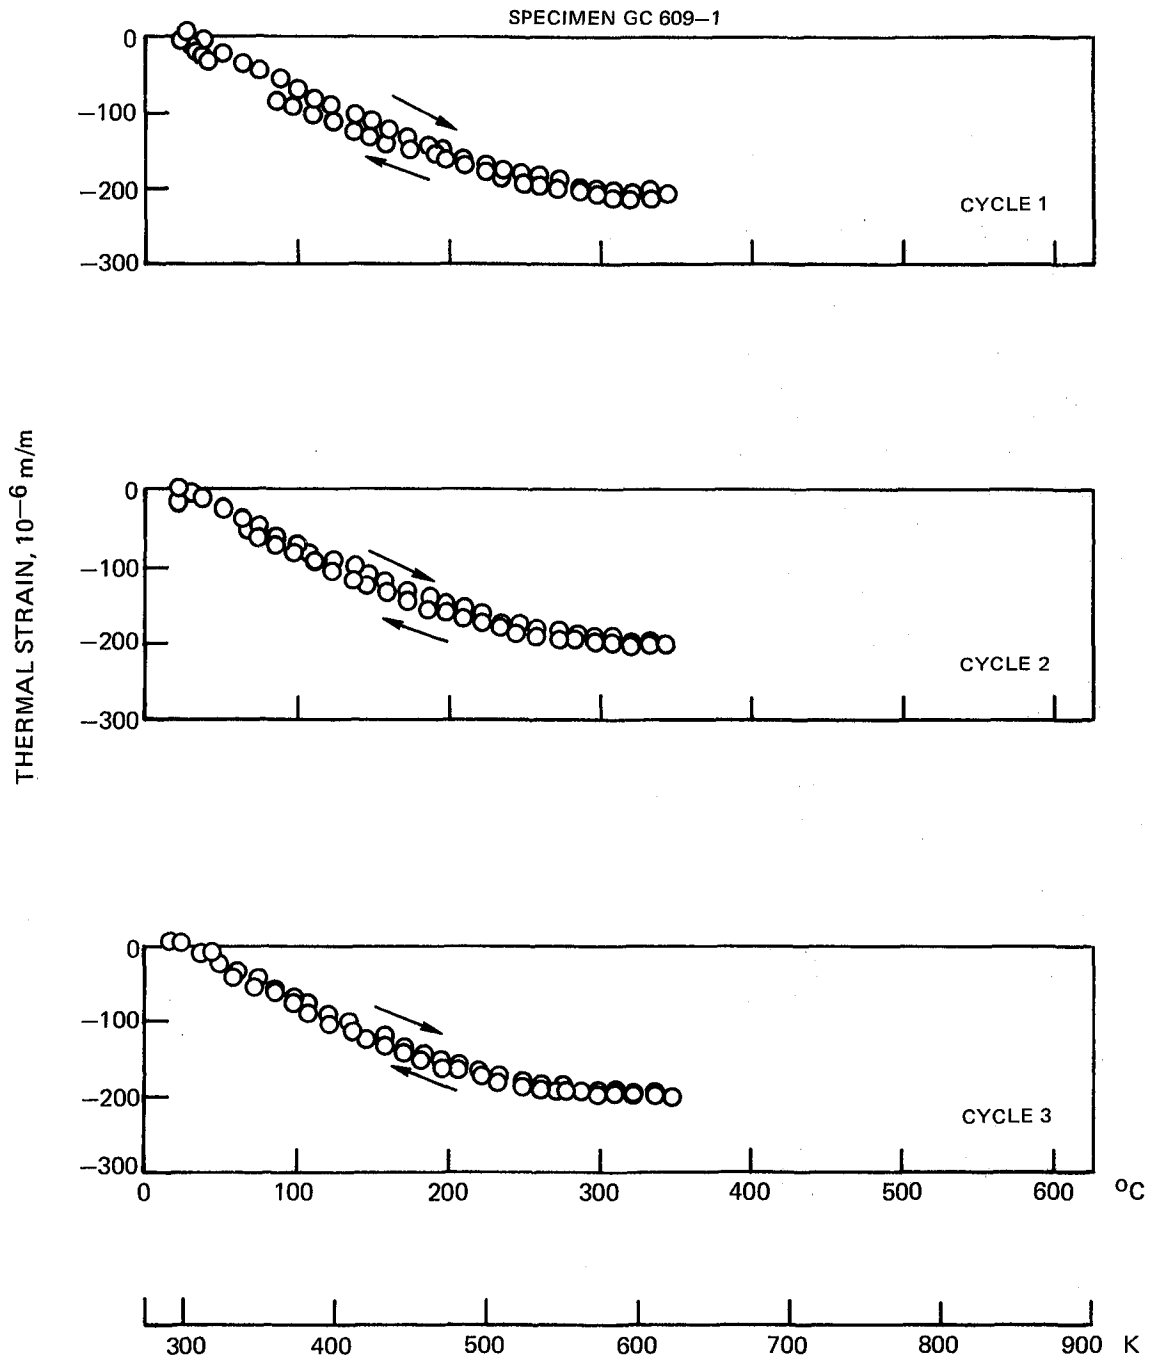 SPECIMEN GC 609–1
THERMAL STRAIN, 10–6 m/m
0
–100
–200
–300
CYCLE 1
0
–100
–200
–300
CYCLE 2
0
–100
–200
–300
CYCLE 3
0 100 200 300 400 500 600 °C
300 400 500 600 700 800 900 K